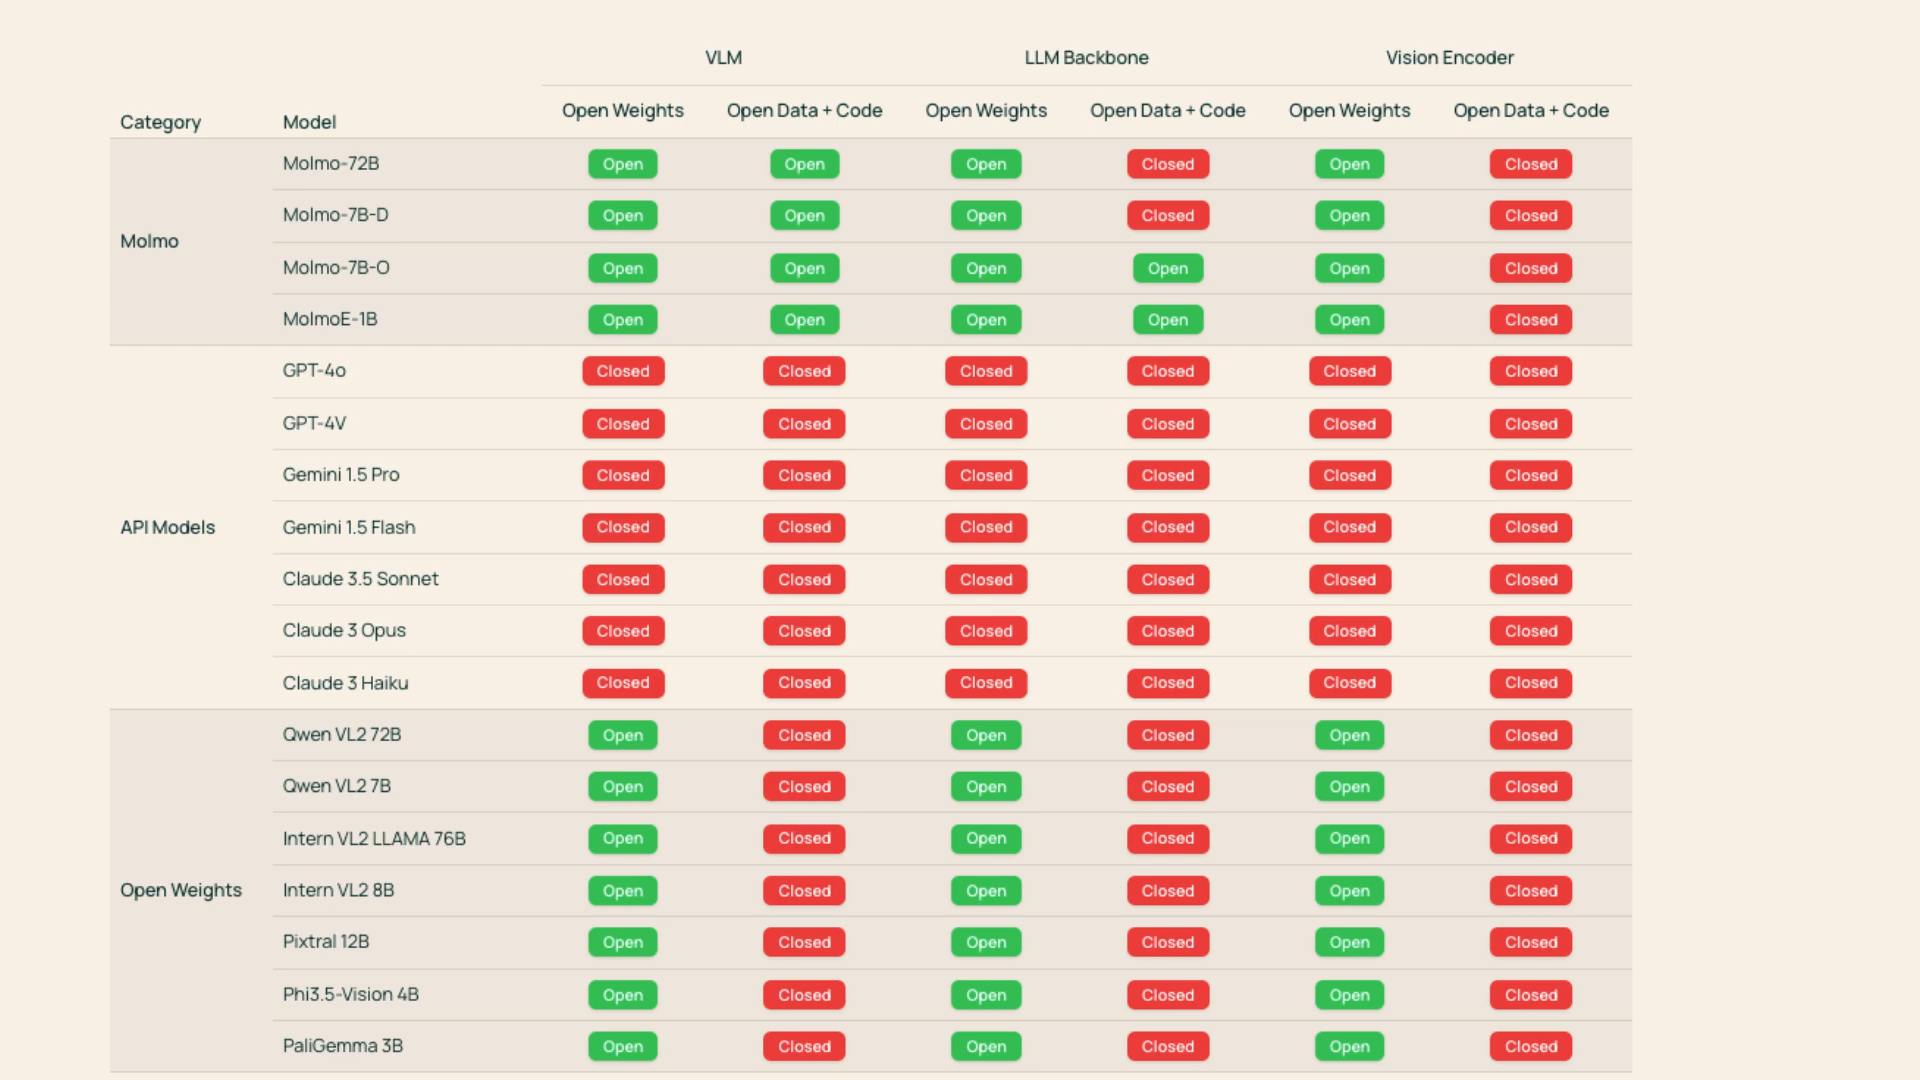 VLM LLM Backbone Vision Encoder
Category Model Open Weights Open Data + Code Open Weights Open Data + Code Open Weights Open Data + Code
Molmo
Molmo-72B Open Open Open Closed Open Closed
Molmo-7B-D Open Open Open Closed Open Closed
Molmo-7B-O Open Open Open Open Open Closed
MolmoE-1B Open Open Open Open Open Closed
API Models
GPT-4o Closed Closed Closed Closed Closed Closed
GPT-4V Closed Closed Closed Closed Closed Closed
Gemini 1.5 Pro Closed Closed Closed Closed Closed Closed
Gemini 1.5 Flash Closed Closed Closed Closed Closed Closed
Claude 3.5 Sonnet Closed Closed Closed Closed Closed Closed
Claude 3 Opus Closed Closed Closed Closed Closed Closed
Claude 3 Haiku Closed Closed Closed Closed Closed Closed
Open Weights
Qwen VL2 72B Open Closed Open Closed Open Closed
Qwen VL2 7B Open Closed Open Closed Open Closed
Intern VL2 LLAMA 76B Open Closed Open Closed Open Closed
Intern VL2 8B Open Closed Open Closed Open Closed
Pixtral 12B Open Closed Open Closed Open Closed
Phi3.5-Vision 4B Open Closed Open Closed Open Closed
PaliGemma 3B Open Closed Open Closed Open Closed